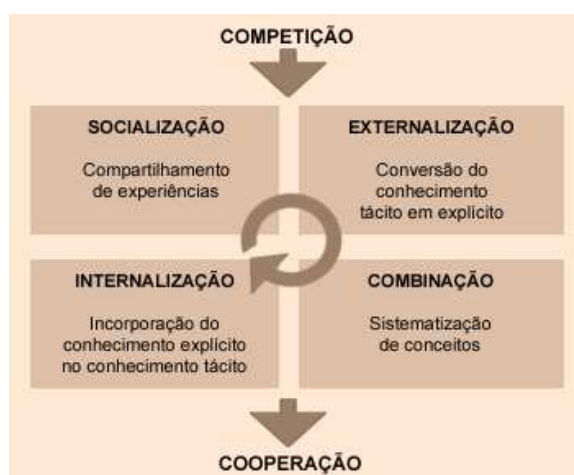 COMPETIÇÃO
SOCIALIZAÇÃO
Compartilhamento
de experiências
EXTERNALIZAÇÃO
Conversão do
conhecimento
tácito em explícito
INTERNALIZAÇÃO
Incorporação do
conhecimento explícito
no conhecimento tácito
COMBINAÇÃO
Sistematização
de conceitos
COOPERAÇÃO